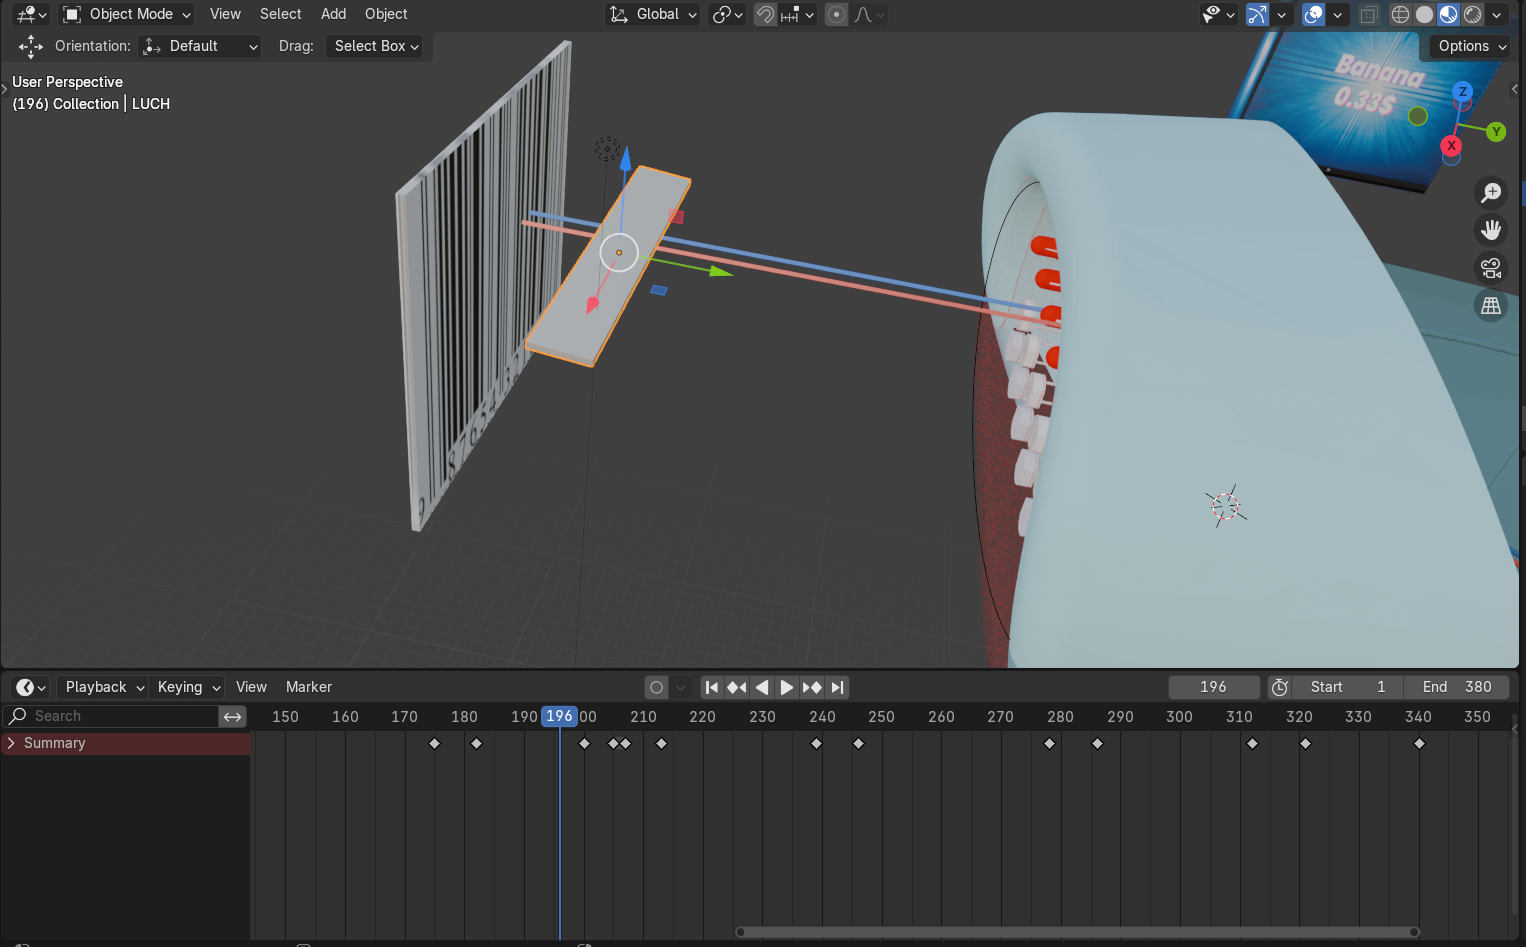 Object Mode View Select Add Object Global
Orientation: Default Drag: Select Box Options
User Perspective
(196) Collection | LUCH
Banana
0.33$
Z
Y
X
Playback Keying View Marker 196 Start 1 End 380
Search 150 160 170 180 190 196 00 210 220 230 240 250 260 270 280 290 300 310 320 330 340 350
Summary